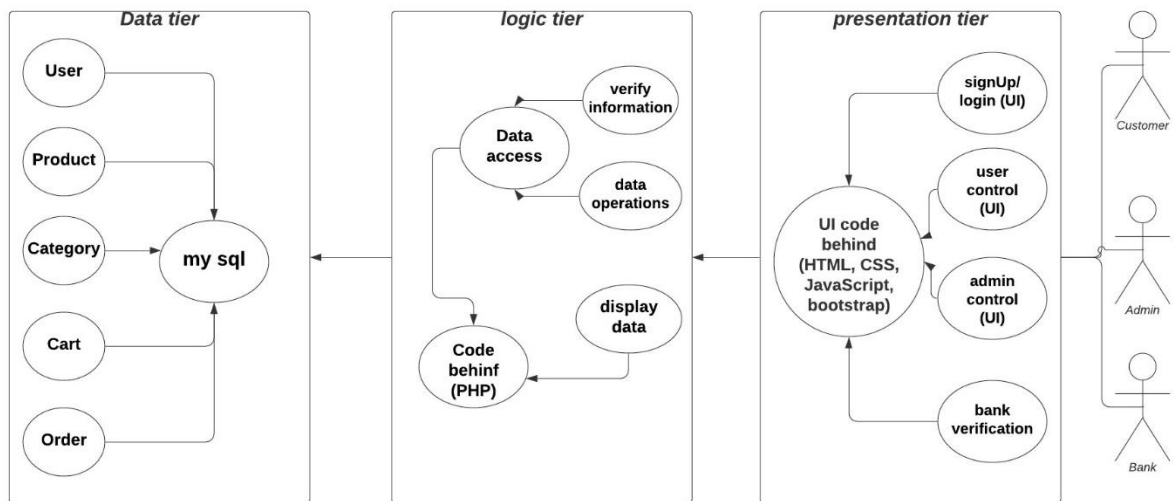 Data tier
User
Product
Category
my sql
Cart
Order
logic tier
verify
information
Data
access
data
operations
display
data
Code
behinf
(PHP)
presentation tier
signUp/
login (UI)
user
control
(UI)
UI code
behind
(HTML, CSS,
JavaScript,
bootstrap)
admin
control
(UI)
bank
verification
Customer
Admin
Bank